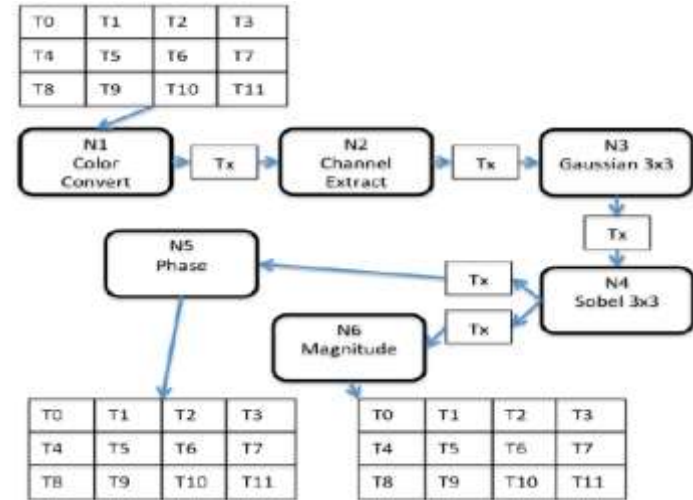 T0 T1 T2 T3
T4 T5 T6 T7
T8 T9 T10 T11
N1
Color
Convert
Tx
N2
Channel
Extract
Tx
N3
Gaussian 3x3
Tx
N4
Sobel 3x3
Tx
Tx
N5
Phase
N6
Magnitude
T0 T1 T2 T3
T4 T5 T6 T7
T8 T9 T10 T11
T0 T1 T2 T3
T4 T5 T6 T7
T8 T9 T10 T11